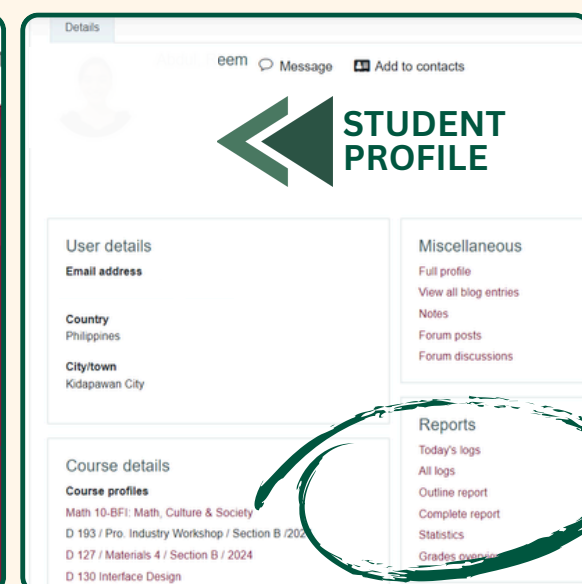 Details
eem Message Add to contacts
STUDENT
PROFILE
User details
Email address
Country
Philippines
City/town
Kidapawan City
Course details
Course profiles
Math 10-BFI: Math, Culture & Society
D 193 / Pro. Industry Workshop / Section B /202
D 127 / Materials 4 / Section B / 2024
D 130 Interface Design
Miscellaneous
Full profile
View all blog entries
Notes
Forum posts
Forum discussions
Reports
Today's logs
All logs
Outline report
Complete report
Statistics
Grades overview